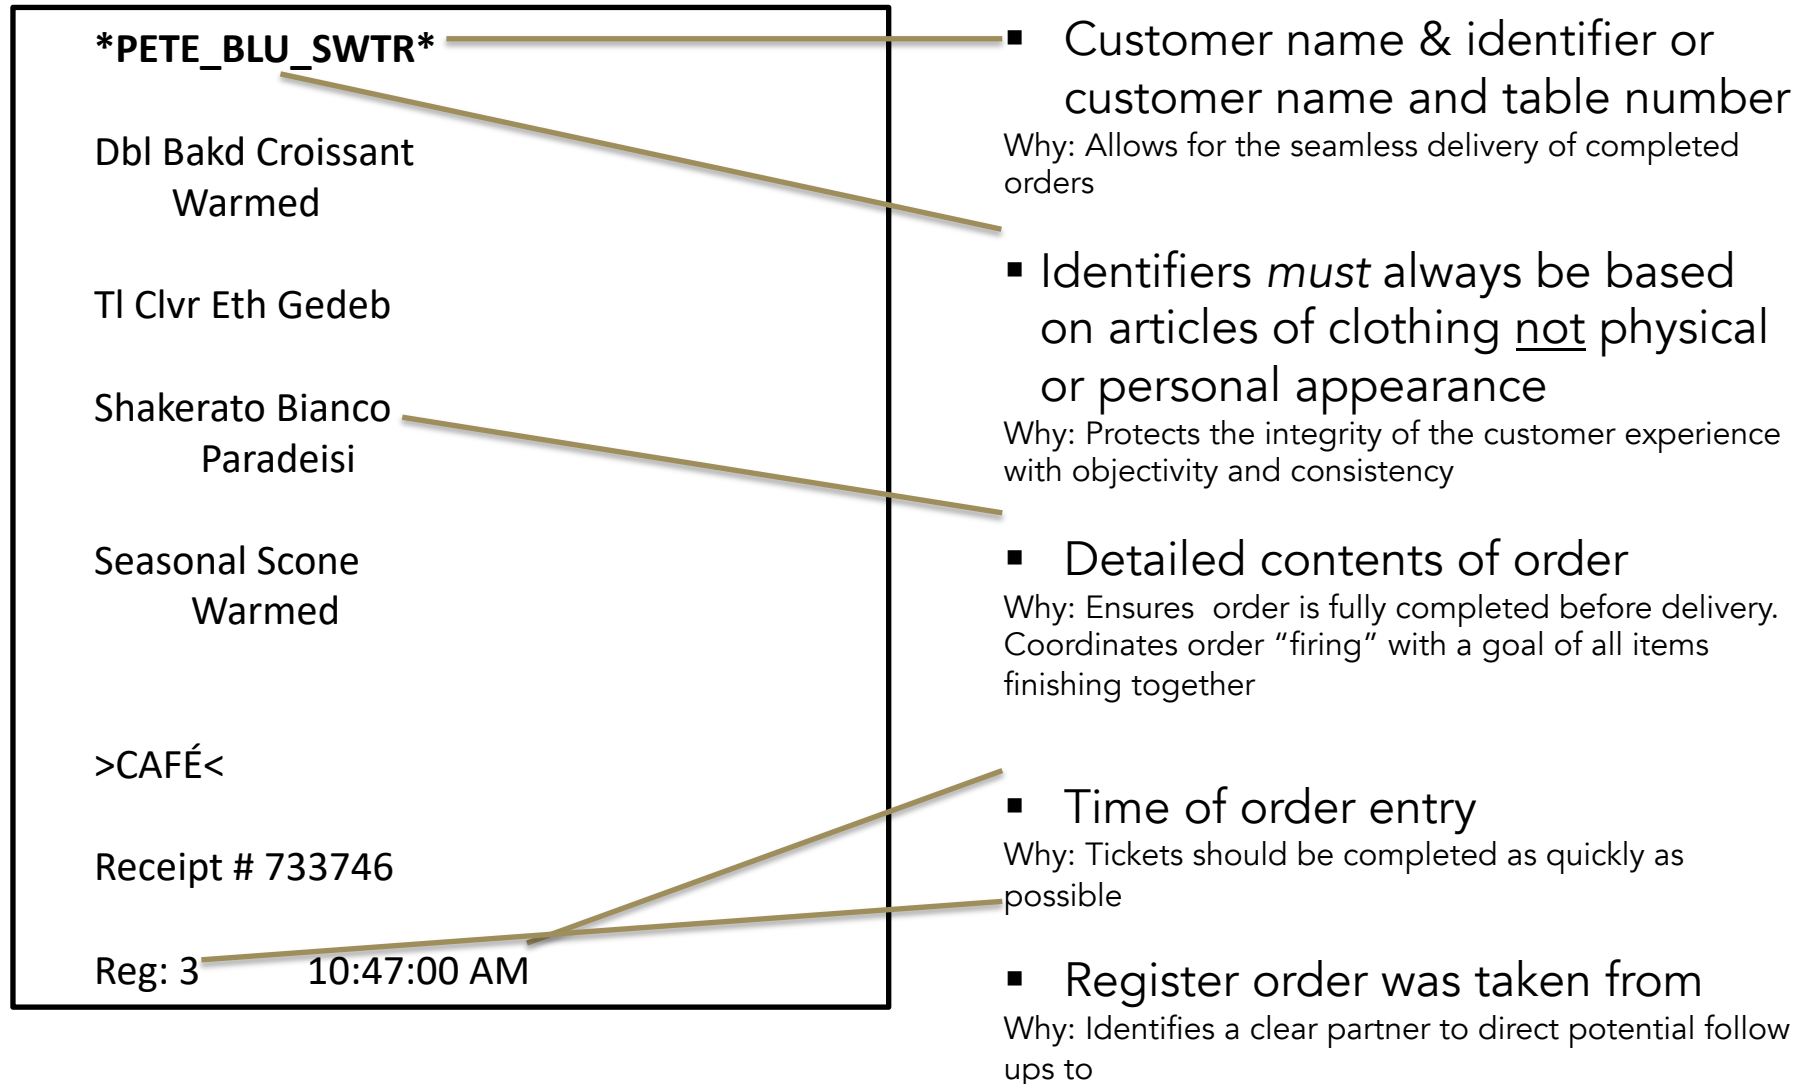 *PETE_BLU_SWTR*
Dbl Bakd Croissant
Warmed
Tl Clvr Eth Gedeb
Shakerato Bianco
Paradeisi
Seasonal Scone
Warmed
>CAFÉ<
Receipt # 733746
Reg: 3 10:47:00 AM
▪ Customer name & identifier or
customer name and table number
Why: Allows for the seamless delivery of completed
orders
▪ Identifiers must always be based
on articles of clothing not physical
or personal appearance
Why: Protects the integrity of the customer experience
with objectivity and consistency
▪ Detailed contents of order
Why: Ensures order is fully completed before delivery.
Coordinates order “firing” with a goal of all items
finishing together
▪ Time of order entry
Why: Tickets should be completed as quickly as
possible
▪ Register order was taken from
Why: Identifies a clear partner to direct potential follow
ups to